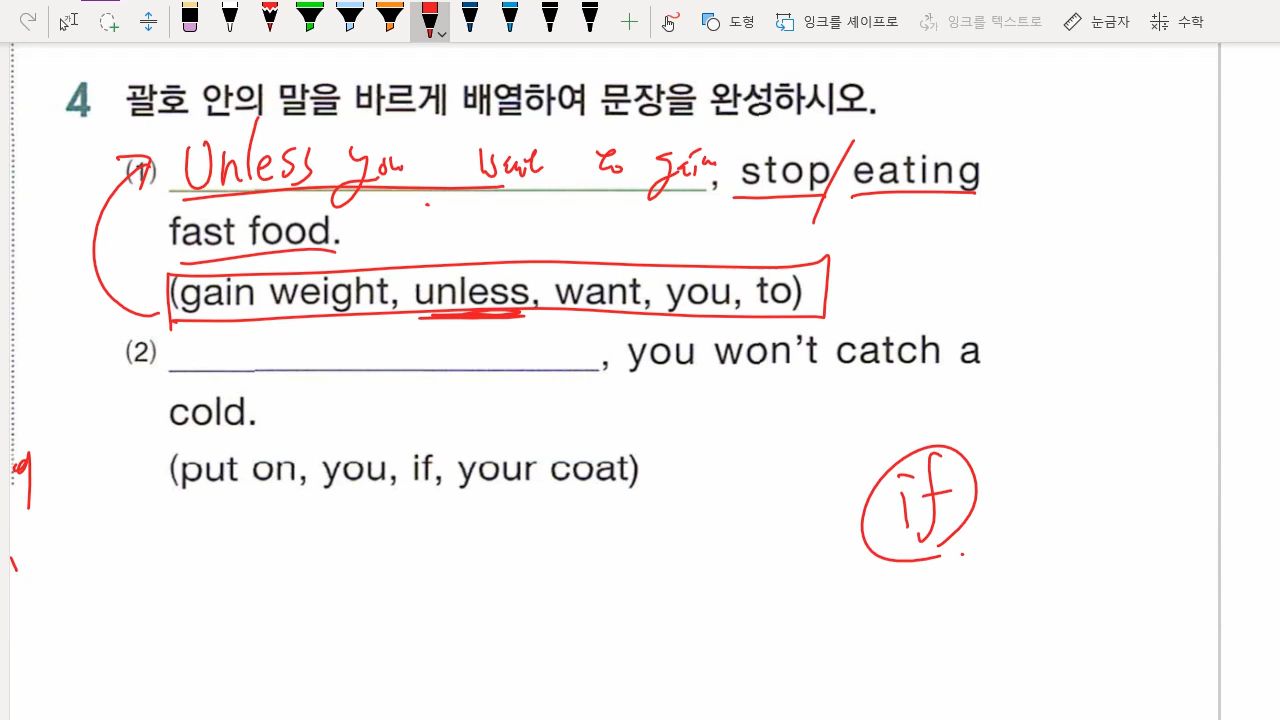 도형 잉크를 셰이프로 잉크를 텍스트로 눈금자 수학
4 괄호 안의 말을 바르게 배열하여 문장을 완성하시오.
(1) Unless you want to gain, stop / eating
fast food.
(gain weight, unless, want, you, to)
(2) , you won't catch a
cold.
(put on, you, if, your coat)
if